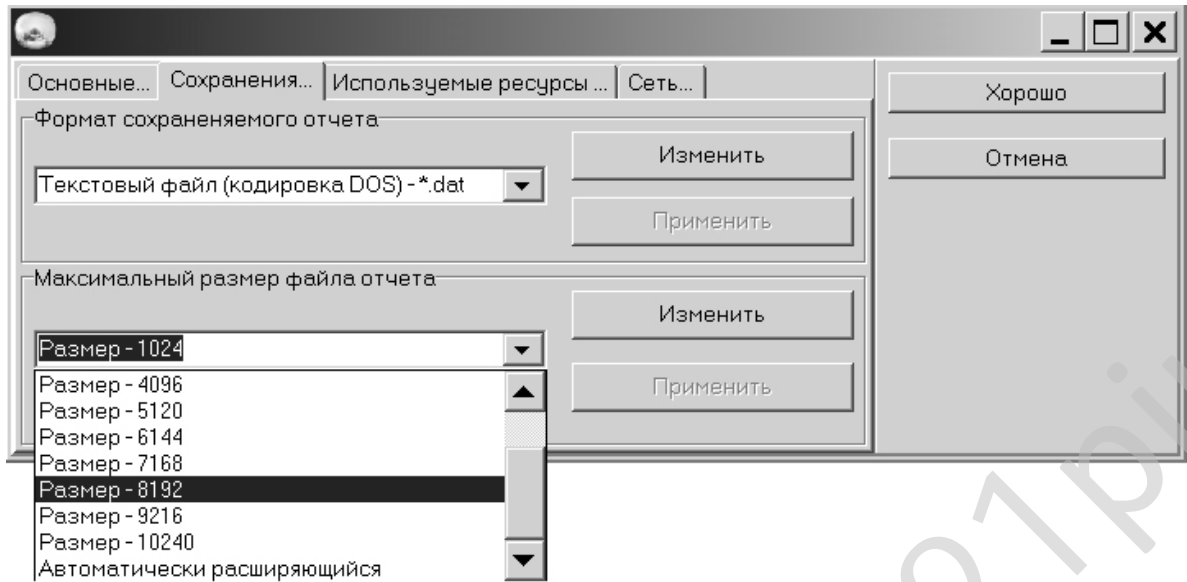 Основные... Сохранения... Используемые ресурсы ... Сеть...
Хорошо
Отмена
Формат сохраненяемого отчета
Текстовый файл (кодировка DOS) - *.dat
Изменить
Применить
Максимальный размер файла отчета
Размер - 1024
Изменить
Применить
Размер - 4096
Размер - 5120
Размер - 6144
Размер - 7168
Размер - 8192
Размер - 9216
Размер - 10240
Автоматически расширяющийся